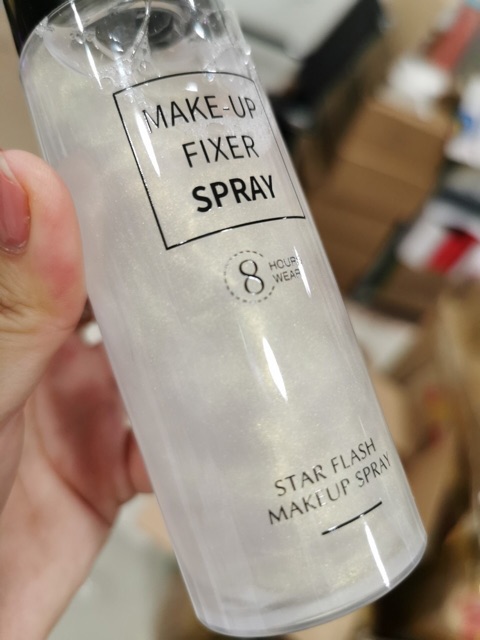 MAKE-UP
FIXER
SPRAY
8
HOURS
WEAR
STAR FLASH
MAKEUP SPRAY